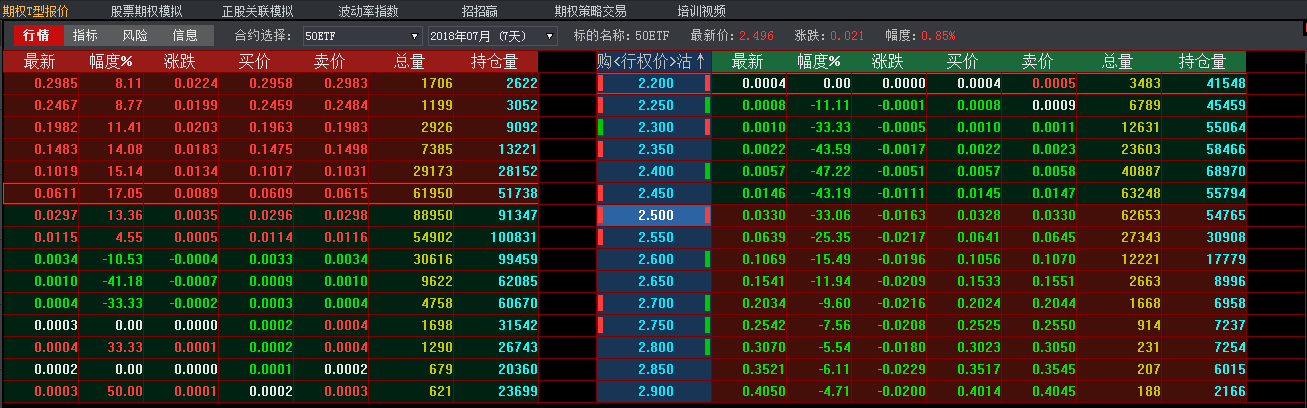 期权T型报价 股票期权模拟 正股关联模拟 波动率指数 招招赢 期权策略交易 培训视频
行情 指标 风险 信息 合约选择: 50ETF 2018年07月 (7天) 标的名称: 50ETF 最新价: 2.496 涨跌: 0.021 幅度: 0.85%
最新 幅度% 涨跌 买价 卖价 总量 持仓量 购<行权价>沽↑ 最新 幅度% 涨跌 买价 卖价 总量 持仓量
0.2985 8.11 0.0224 0.2958 0.2983 1706 2622 2.200 0.0004 0.00 0.0000 0.0004 0.0005 3483 41548
0.2467 8.77 0.0199 0.2459 0.2484 1199 3052 2.250 0.0008 -11.11 -0.0001 0.0008 0.0009 6789 45459
0.1982 11.41 0.0203 0.1963 0.1983 2926 9092 2.300 0.0010 -33.33 -0.0005 0.0010 0.0011 12631 55064
0.1483 14.08 0.0183 0.1475 0.1498 7385 13221 2.350 0.0022 -43.59 -0.0017 0.0022 0.0023 23603 58466
0.1019 15.14 0.0134 0.1017 0.1031 29173 28152 2.400 0.0057 -47.22 -0.0051 0.0057 0.0058 40887 68970
0.0611 17.05 0.0089 0.0609 0.0615 61950 51738 2.450 0.0146 -43.19 -0.0111 0.0145 0.0147 63248 55794
0.0297 13.36 0.0035 0.0296 0.0298 88950 91347 2.500 0.0330 -33.06 -0.0163 0.0328 0.0330 62653 54765
0.0115 4.55 0.0005 0.0114 0.0116 54902 100831 2.550 0.0639 -25.35 -0.0217 0.0641 0.0645 27343 30908
0.0034 -10.53 -0.0004 0.0033 0.0034 30616 99459 2.600 0.1069 -15.49 -0.0196 0.1056 0.1070 12221 17779
0.0010 -41.18 -0.0007 0.0009 0.0010 9622 62085 2.650 0.1541 -11.94 -0.0209 0.1533 0.1551 2663 8996
0.0004 -33.33 -0.0002 0.0003 0.0004 4758 60670 2.700 0.2034 -9.60 -0.0216 0.2024 0.2044 1668 6958
0.0003 0.00 0.0000 0.0002 0.0004 1698 31542 2.750 0.2542 -7.56 -0.0208 0.2525 0.2550 914 7237
0.0004 33.33 0.0001 0.0002 0.0004 1290 26743 2.800 0.3070 -5.54 -0.0180 0.3023 0.3050 231 7254
0.0002 0.00 0.0000 0.0001 0.0002 679 20360 2.850 0.3521 -6.11 -0.0229 0.3517 0.3545 207 6015
0.0003 50.00 0.0001 0.0002 0.0003 621 23699 2.900 0.4050 -4.71 -0.0200 0.4014 0.4045 188 2166